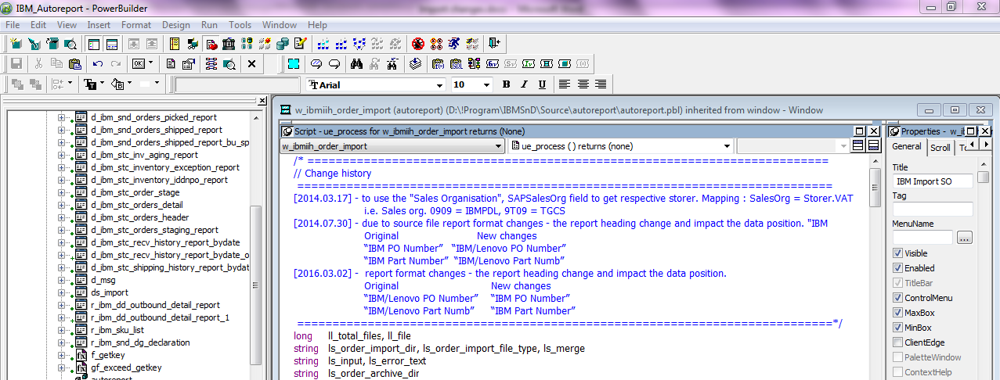 IBM_Autoreport - PowerBuilder
File Edit View Insert Format Design Run Tools Window Help
Arial 10 B I U
d_ibm_snd_orders_picked_report
d_ibm_snd_orders_shipped_report
d_ibm_snd_orders_shipped_report_bu_sp
d_ibm_stc_inv_aging_report
d_ibm_stc_inventory_exception_report
d_ibm_stc_inventory_iddnpo_report
d_ibm_stc_order_stage
d_ibm_stc_orders_detail
d_ibm_stc_orders_header
d_ibm_stc_orders_staging_report
d_ibm_stc_recv_history_report_bydate
d_ibm_stc_recv_history_report_bydate_o
d_ibm_stc_shipping_history_report_bydat
d_msg
ds_import
r_ibm_dd_outbound_detail_report
r_ibm_dd_outbound_detail_report_1
r_ibm_sku_list
r_ibm_snd_dg_declaration
f_getkey
gf_exceed_getkey
autoreport
w_ibmiih_order_import (autoreport) (D:\!Program\IBMSnD\Source\autoreport\autoreport.pbl) inherited from window - Window
Script - ue_process for w_ibmiih_order_import returns (None)
w_ibmiih_order_import
ue_process ( ) returns (none)
/* ===========================================================================
// Change history
=============================================================================
[2014.03.17] - to use the "Sales Organisation", SAPSalesOrg field to get respective storer. Mapping : SalesOrg = Storer.VAT
i.e. Sales org. 0909 = IBMPDL, 9T09 = TGCS
[2014.07.30] - due to source file report format changes - the report heading change and impact the data position. "IBM
Original New changes
“IBM PO Number” “IBM/Lenovo PO Number”
“IBM Part Number” “IBM/Lenovo Part Numb”
[2016.03.02] - report format changes - the report heading change and impact the data position.
Original New changes
“IBM/Lenovo PO Number” “IBM PO Number”
“IBM/Lenovo Part Numb” “IBM Part Number”
=============================================================================*/
long ll_total_files, ll_file
string ls_order_import_dir, ls_order_import_file_type, ls_merge
string ls_input, ls_error_text
string ls_order_archive_dir
Properties - w_ib
General Scroll To
Title
IBM Import SO
Tag
MenuName
...
Visible
Enabled
TitleBar
ControlMenu
MaxBox
MinBox
ClientEdge
PaletteWindow
ContextHelp